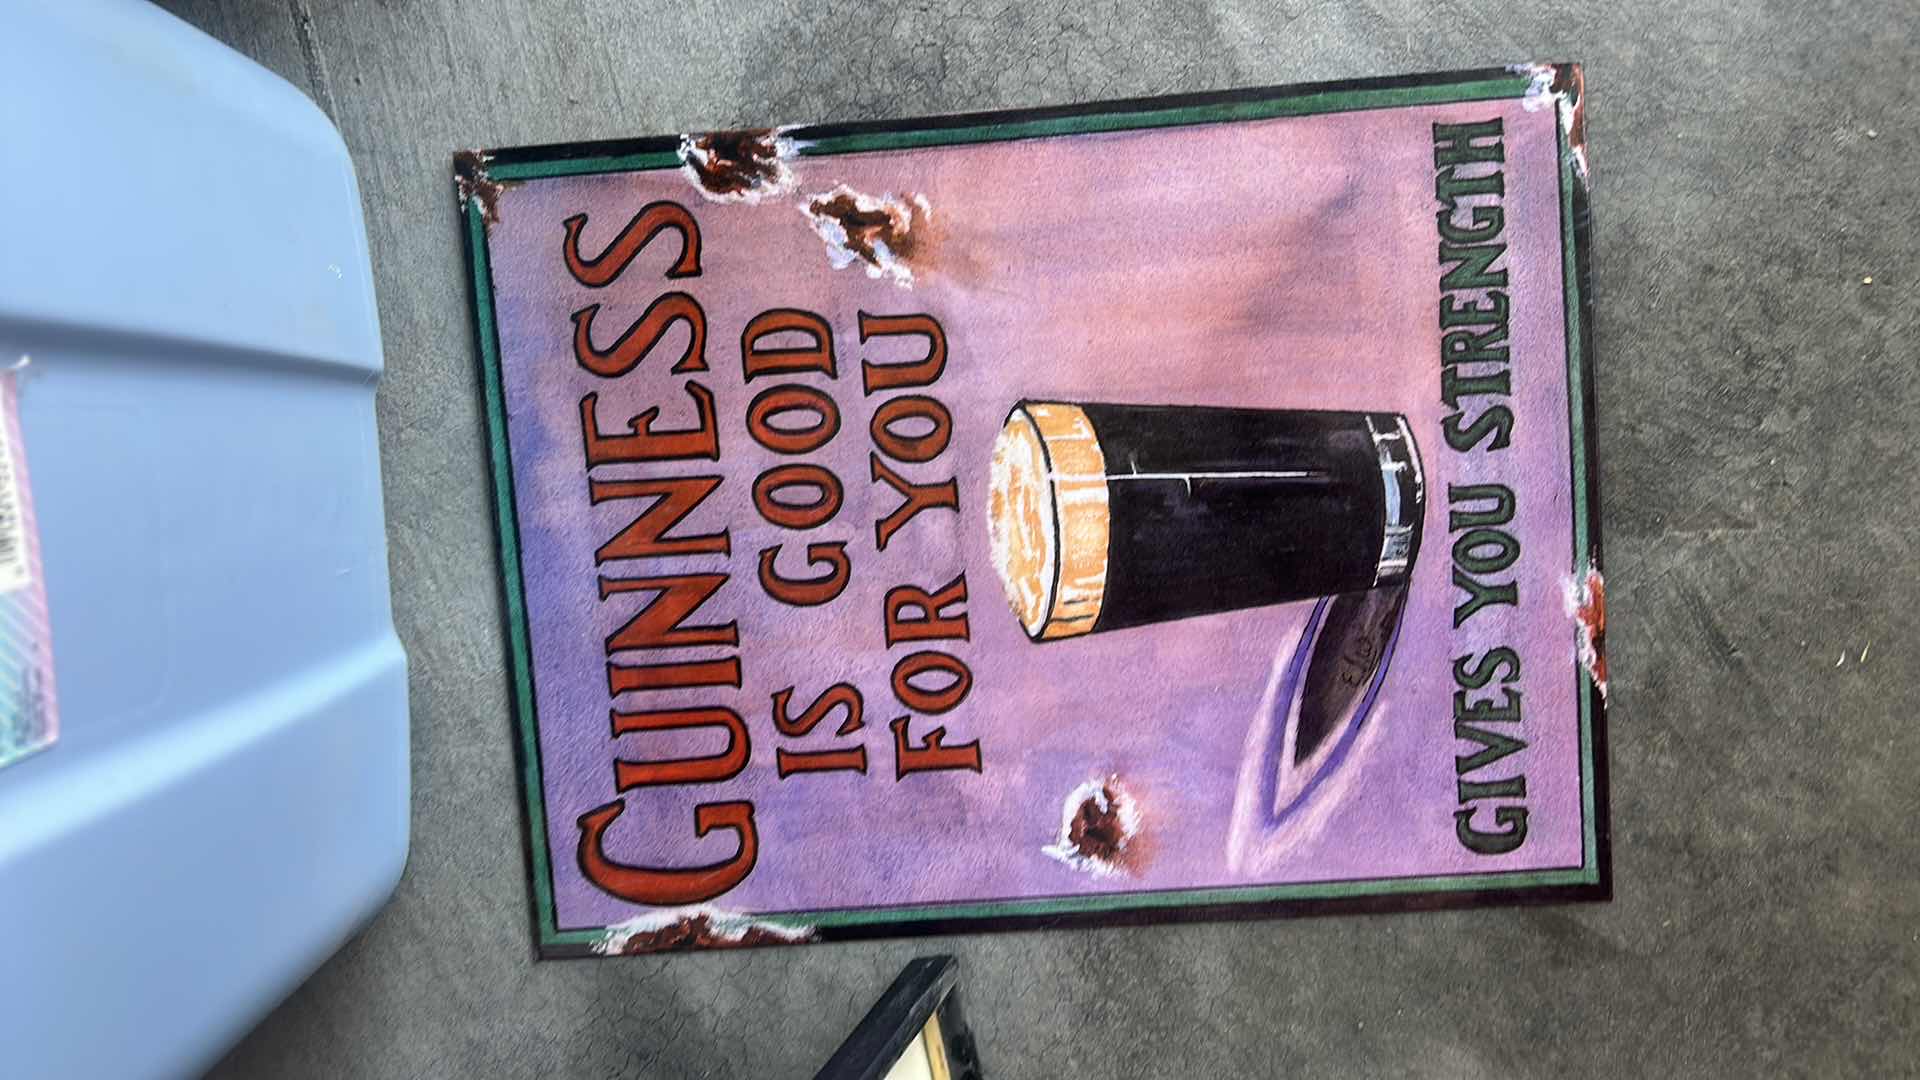 GUINNESS
IS GOOD
FOR YOU
GIVES YOU STRENGTH